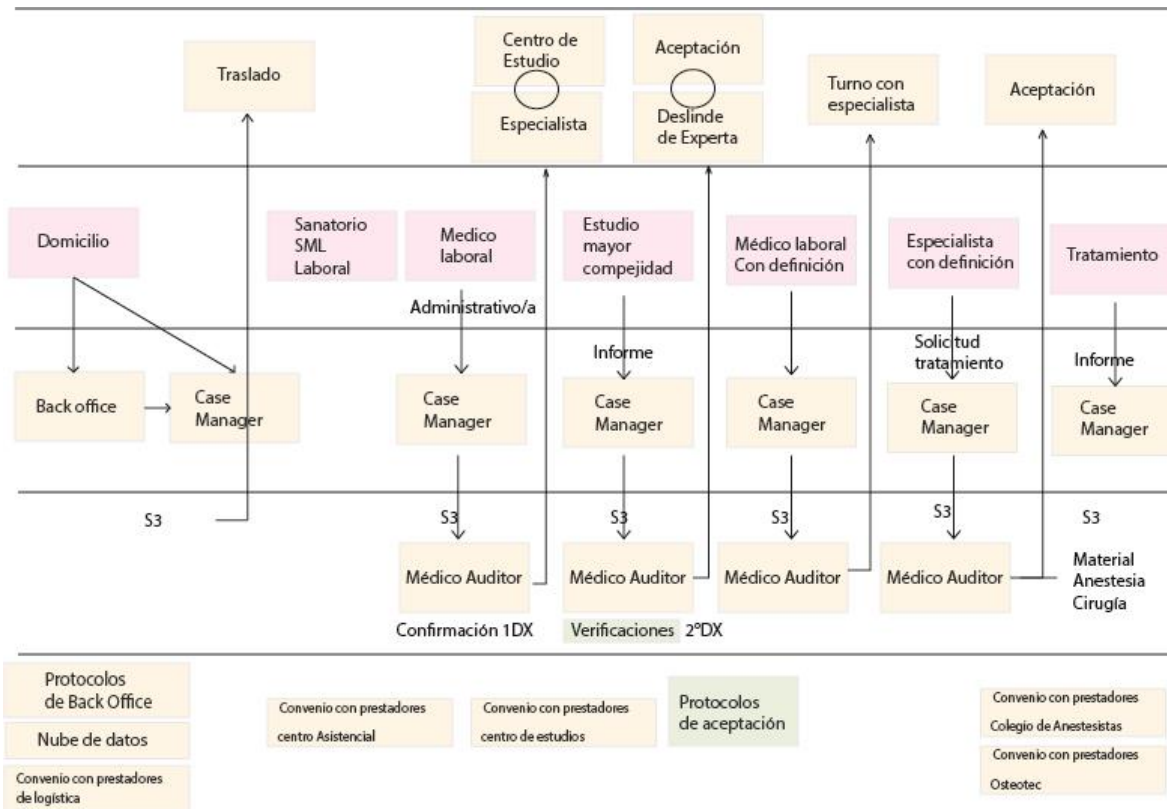 Traslado
Centro de
Estudio
Especialista
Aceptación
Deslinde
de Experta
Turno con
especialista
Aceptación
Domicilio
Sanatorio
SML
Laboral
Medico
laboral
Estudio
mayor
compejidad
Médico laboral
Con definición
Especialista
con definición
Tratamiento
Administrativo/a
Informe
Solicitud
tratamiento
Informe
Back office
Case
Manager
Case
Manager
Case
Manager
Case
Manager
Case
Manager
Case
Manager
S3
S3
S3
S3
S3
S3
Médico Auditor
Médico Auditor
Médico Auditor
Médico Auditor
Material
Anestesia
Cirugía
Confirmación 1DX
Verificaciones 2°DX
Protocolos
de Back Office
Nube de datos
Convenio con prestadores
de logística
Convenio con prestadores
centro Asistencial
Convenio con prestadores
centro de estudios
Protocolos
de aceptación
Convenio con prestadores
Colegio de Anestesistas
Convenio con prestadores
Osteotec